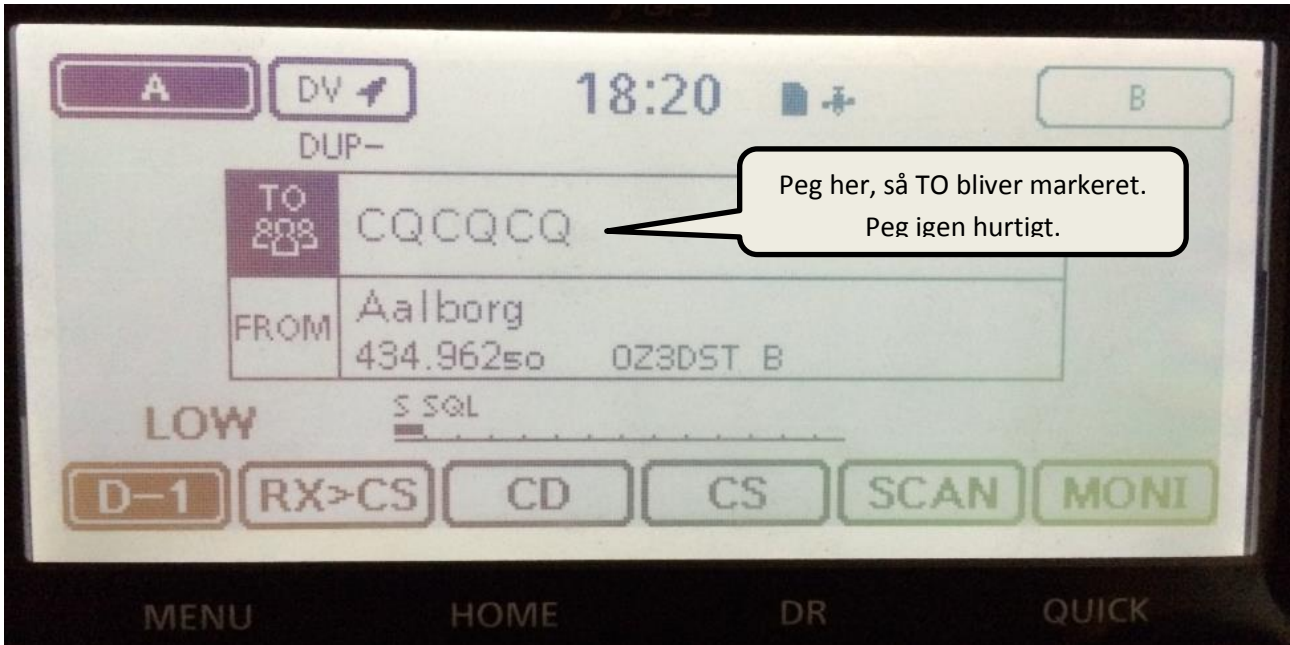 A DV 18:20 B
DUP-
Peg her, så TO bliver markeret.
Peg igen hurtigt.
TO CQCQCQ
FROM Aalborg
434.96250 OZ3DST B
S SQL
LOW
D-1 RX>CS CD CS SCAN MONI
MENU HOME DR QUICK